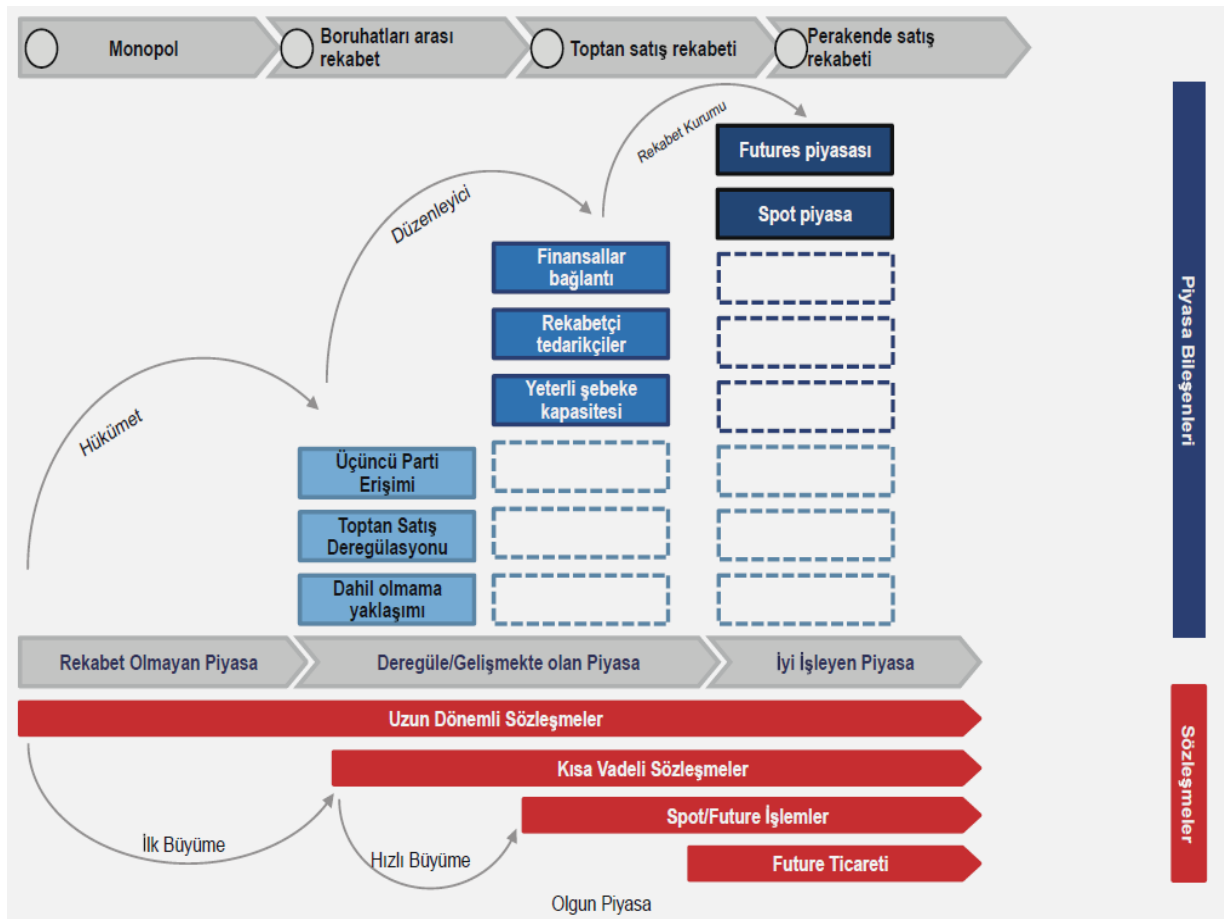 Monopol
Boruhatları arası
rekabet
Toptan satış rekabeti
Perakende satış
rekabeti
Rekabet Kurumu
Futures piyasası
Spot piyasa
Düzenleyici
Finansallar
bağlantı
Rekabetçi
tedarikçiler
Yeterli şebeke
kapasitesi
Hükümet
Üçüncü Parti
Erişimi
Toptan Satış
Deregülasyonu
Dahil olmama
yaklaşımı
Piyasa Bileşenleri
Rekabet Olmayan Piyasa
Deregüle/Gelişmekte olan Piyasa
İyi İşleyen Piyasa
Uzun Dönemli Sözleşmeler
Kısa Vadeli Sözleşmeler
Spot/Future İşlemler
Future Ticareti
Sözleşmeler
İlk Büyüme
Hızlı Büyüme
Olgun Piyasa